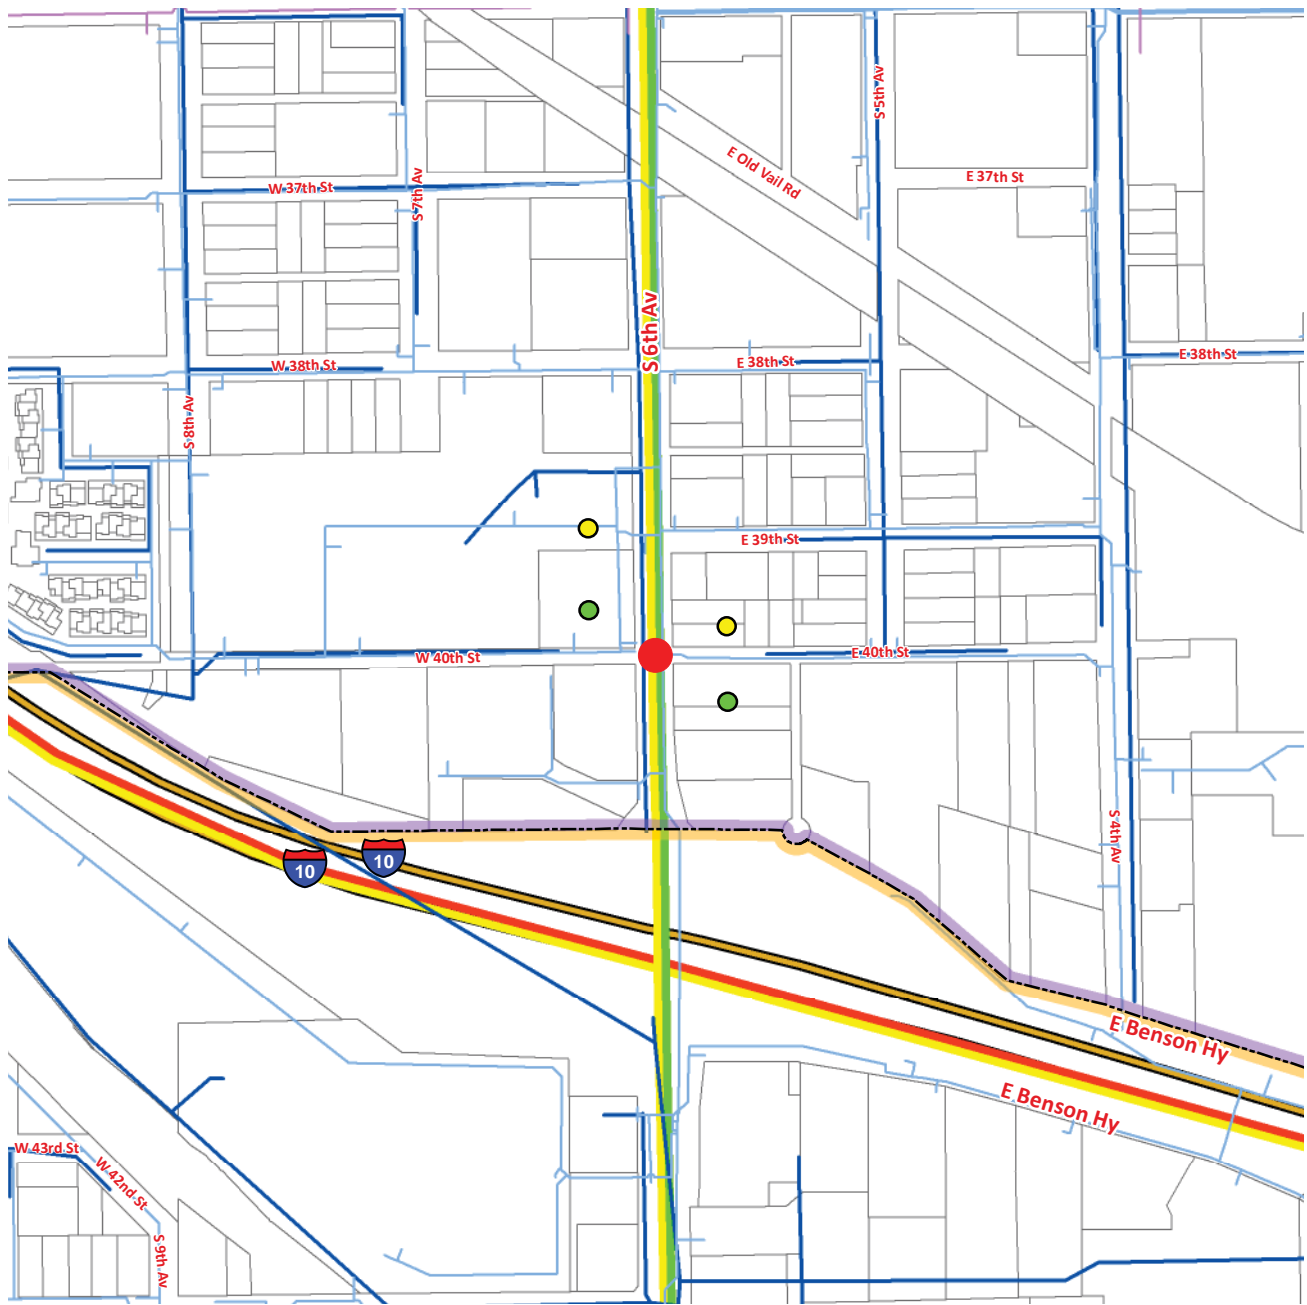 S 5th Av
E Old Vail Rd
W 37th St
S 7th Av
E 37th St
S 6th Av
W 38th St
E 38th St
E 38th St
S 8th Av
E 39th St
W 40th St
E 40th St
S 4th Av
10
10
E Benson Hy
E Benson Hy
W 43rd St
W 42nd St
S 9th Av